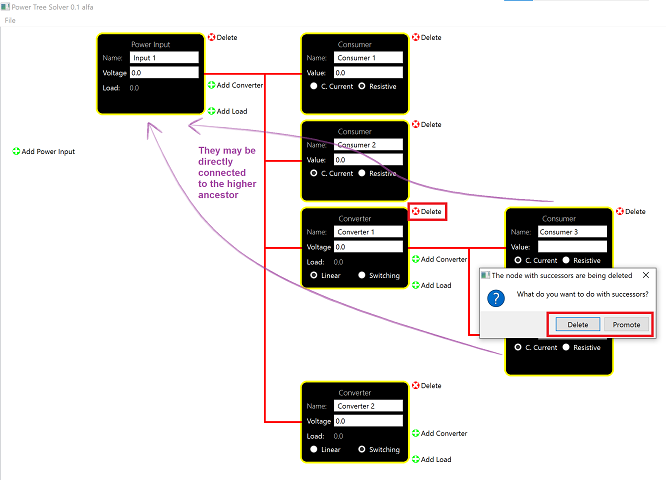 Power Tree Solver 0.1 alfa
File
Power Input
Name: Input 1
Voltage 0.0
Load: 0.0
Delete
Add Converter
Add Load
Add Power Input
They may be
directly
connected
to the higher
ancestor
Consumer
Name: Consumer 1
Value: 0.0
C. Current Resistive
Delete
Consumer
Name: Consumer 2
Value: 0.0
C. Current Resistive
Delete
Converter
Name: Converter 1
Voltage 0.0
Load: 0.0
Linear Switching
Delete
Add Converter
Add Load
Consumer
Name: Consumer 3
Value:
C. Current Resistive
Delete
The node with successors are being deleted
What do you want to do with successors?
Delete Promote
C. Current Resistive
Converter
Name: Converter 2
Voltage 0.0
Load: 0.0
Linear Switching
Delete
Add Converter
Add Load